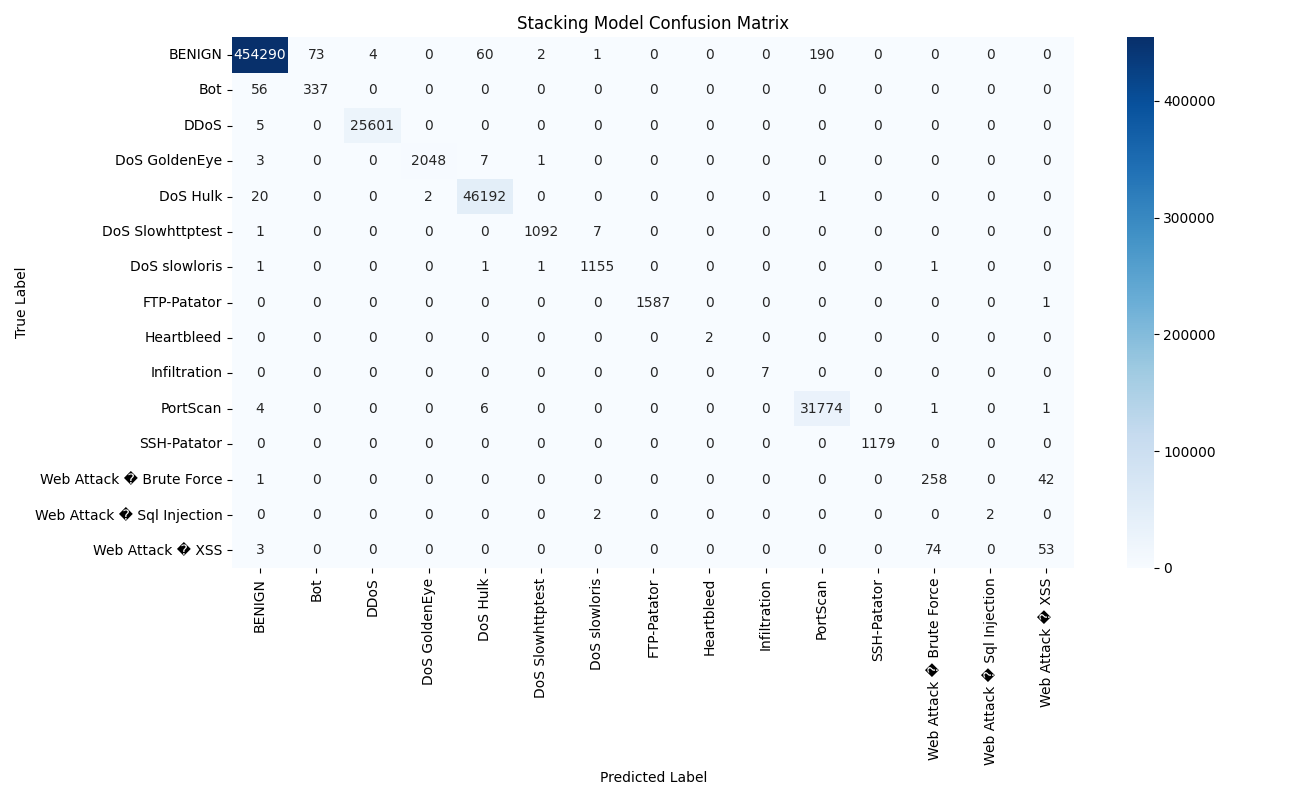 Stacking Model Confusion Matrix
True Label
BENIGN 454290 73 4 0 60 2 1 0 0 0 190 0 0 0 0
Bot 56 337 0 0 0 0 0 0 0 0 0 0 0 0 0
DDoS 5 0 25601 0 0 0 0 0 0 0 0 0 0 0 0
DoS GoldenEye 3 0 0 2048 7 1 0 0 0 0 0 0 0 0 0
DoS Hulk 20 0 0 2 46192 0 0 0 0 0 1 0 0 0 0
DoS Slowhttptest 1 0 0 0 0 1092 7 0 0 0 0 0 0 0 0
DoS slowloris 1 0 0 0 1 1 1155 0 0 0 0 0 1 0 0
FTP-Patator 0 0 0 0 0 0 0 1587 0 0 0 0 0 0 1
Heartbleed 0 0 0 0 0 0 0 0 2 0 0 0 0 0 0
Infiltration 0 0 0 0 0 0 0 0 0 7 0 0 0 0 0
PortScan 4 0 0 0 6 0 0 0 0 0 31774 0 1 0 1
SSH-Patator 0 0 0 0 0 0 0 0 0 0 0 1179 0 0 0
Web Attack � Brute Force 1 0 0 0 0 0 0 0 0 0 0 0 258 0 42
Web Attack � Sql Injection 0 0 0 0 0 0 2 0 0 0 0 0 0 2 0
Web Attack � XSS 3 0 0 0 0 0 0 0 0 0 0 0 74 0 53
BENIGN
Bot
DDoS
DoS GoldenEye
DoS Hulk
DoS Slowhttptest
DoS slowloris
FTP-Patator
Heartbleed
Infiltration
PortScan
SSH-Patator
Web Attack � Brute Force
Web Attack � Sql Injection
Web Attack � XSS
Predicted Label
400000
300000
200000
100000
0